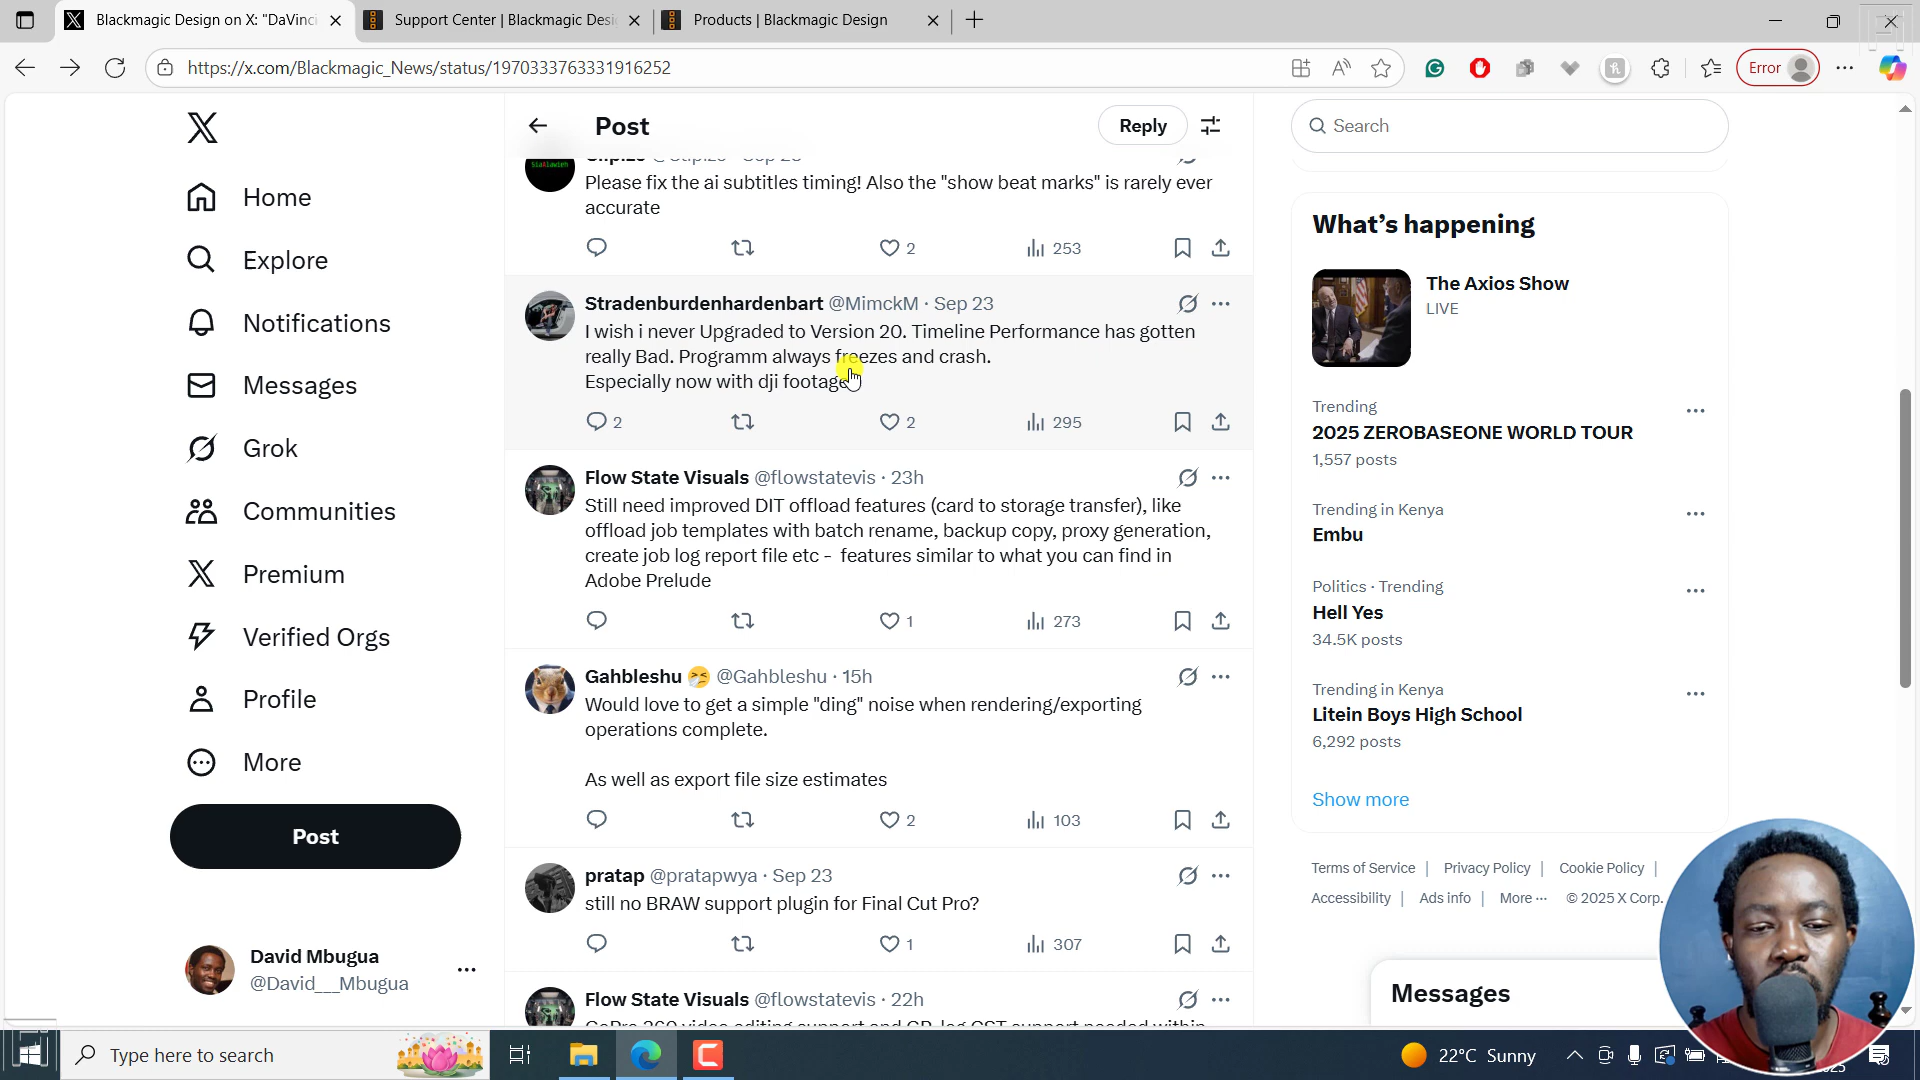 Blackmagic Design on X: "DaVinci
Support Center | Blackmagic Desi
Products | Blackmagic Design
https://x.com/Blackmagic_News/status/1970333763331916252
Error
Home
Explore
Notifications
Messages
Grok
Communities
Premium
Verified Orgs
Profile
More
Post
David Mbugua
@David___Mbugua
Post
Reply
Please fix the ai subtitles timing! Also the "show beat marks" is rarely ever
accurate
2
253
Stradenburdenhardenbart @MimckM · Sep 23
I wish i never Upgraded to Version 20. Timeline Performance has gotten
really Bad. Programm always freezes and crash.
Especially now with dji footage
2
2
295
Flow State Visuals @flowstatevis · 23h
Still need improved DIT offload features (card to storage transfer), like
offload job templates with batch rename, backup copy, proxy generation,
create job log report file etc - features similar to what you can find in
Adobe Prelude
1
273
Gahbleshu 🤧 @Gahbleshu · 15h
Would love to get a simple "ding" noise when rendering/exporting
operations complete.
As well as export file size estimates
2
103
pratap @pratapwya · Sep 23
still no BRAW support plugin for Final Cut Pro?
1
307
Flow State Visuals @flowstatevis · 22h
Search
What's happening
The Axios Show
LIVE
Trending
2025 ZEROBASEONE WORLD TOUR
1,557 posts
Trending in Kenya
Embu
Politics · Trending
Hell Yes
34.5K posts
Trending in Kenya
Litein Boys High School
6,292 posts
Show more
Terms of Service | Privacy Policy | Cookie Policy |
Accessibility | Ads info | More ··· © 2025 X Corp.
Messages
Type here to search
22°C Sunny